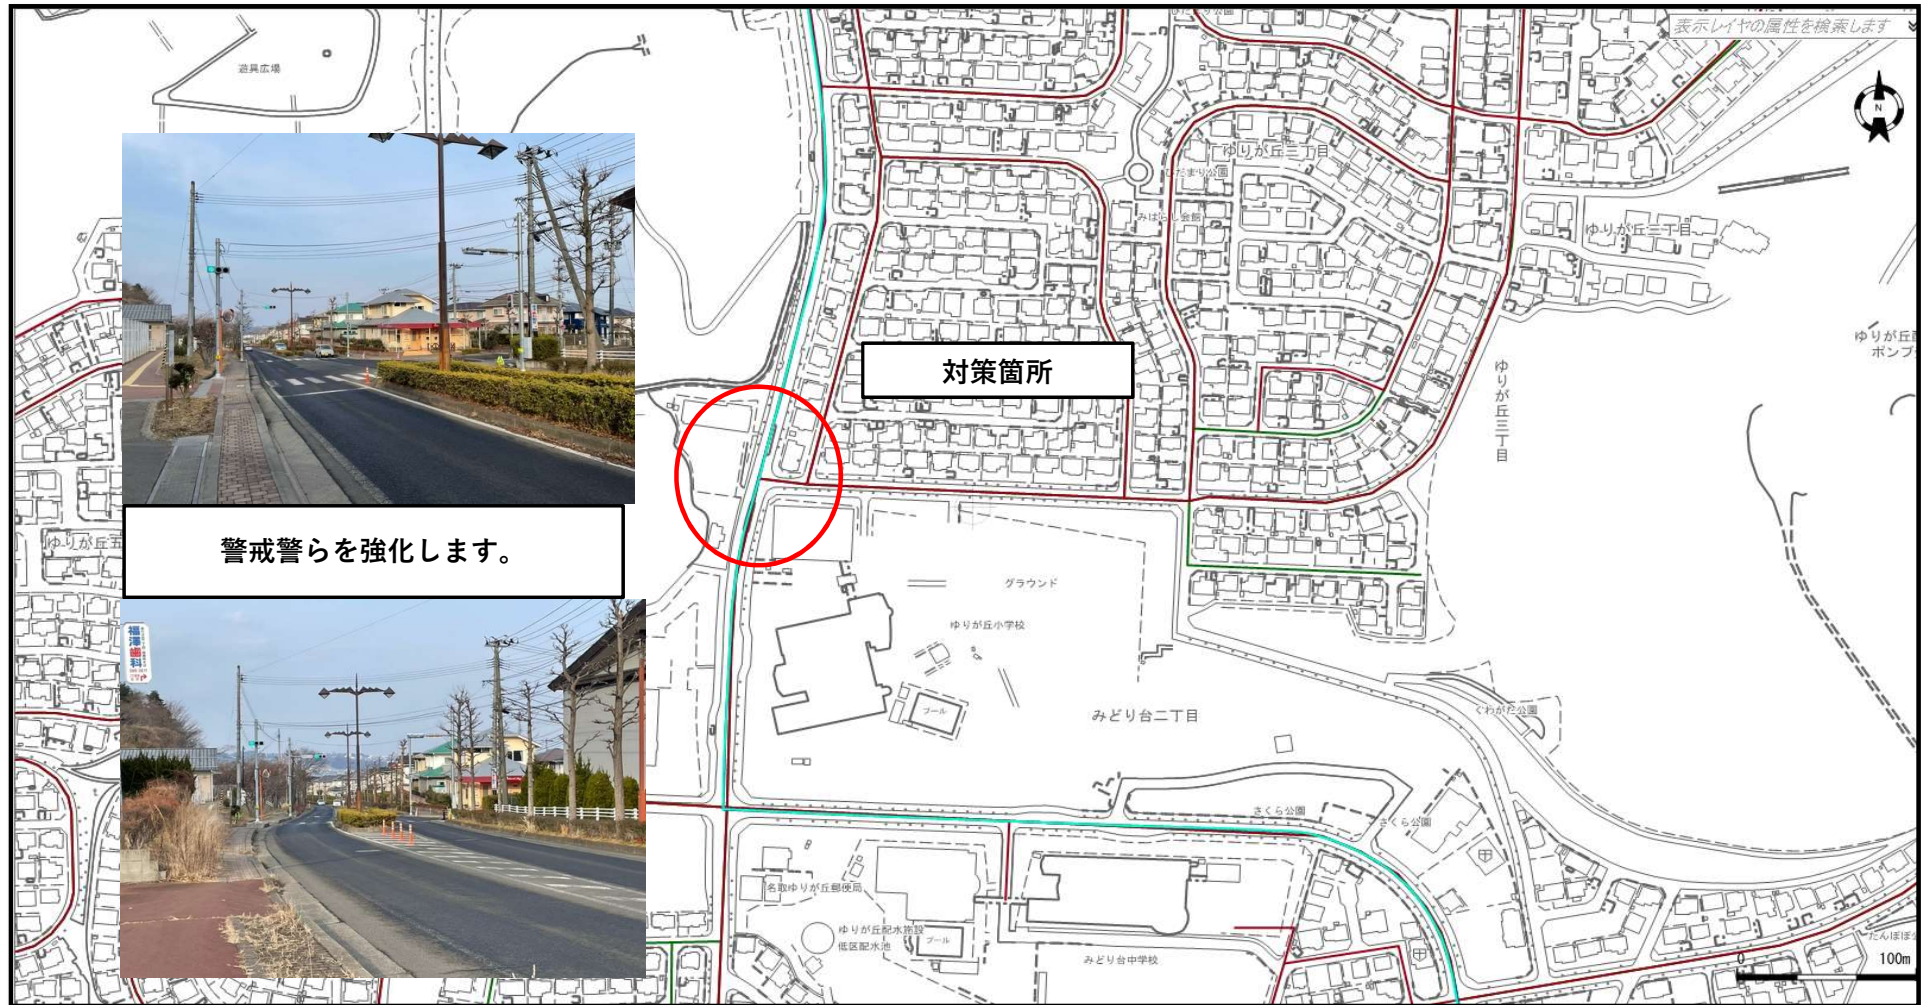 表示レイヤの属性を検索します
遊具広場
N
ゆりが丘三丁目
ひだまり公園
みはらし会館
ゆりが丘三丁目
対策箇所
ゆりが丘三丁目
ポンプ
警戒警らを強化します。
ゆりが丘五
グラウンド
ゆりが丘小学校
プール
みどり台二丁目
くわがた公園
福澤歯科
さくら公園
さくら公園
名取ゆりが丘郵便局
ゆりが丘配水施設
低区配水池
プール
みどり台中学校
たんぽぽ
0
100m